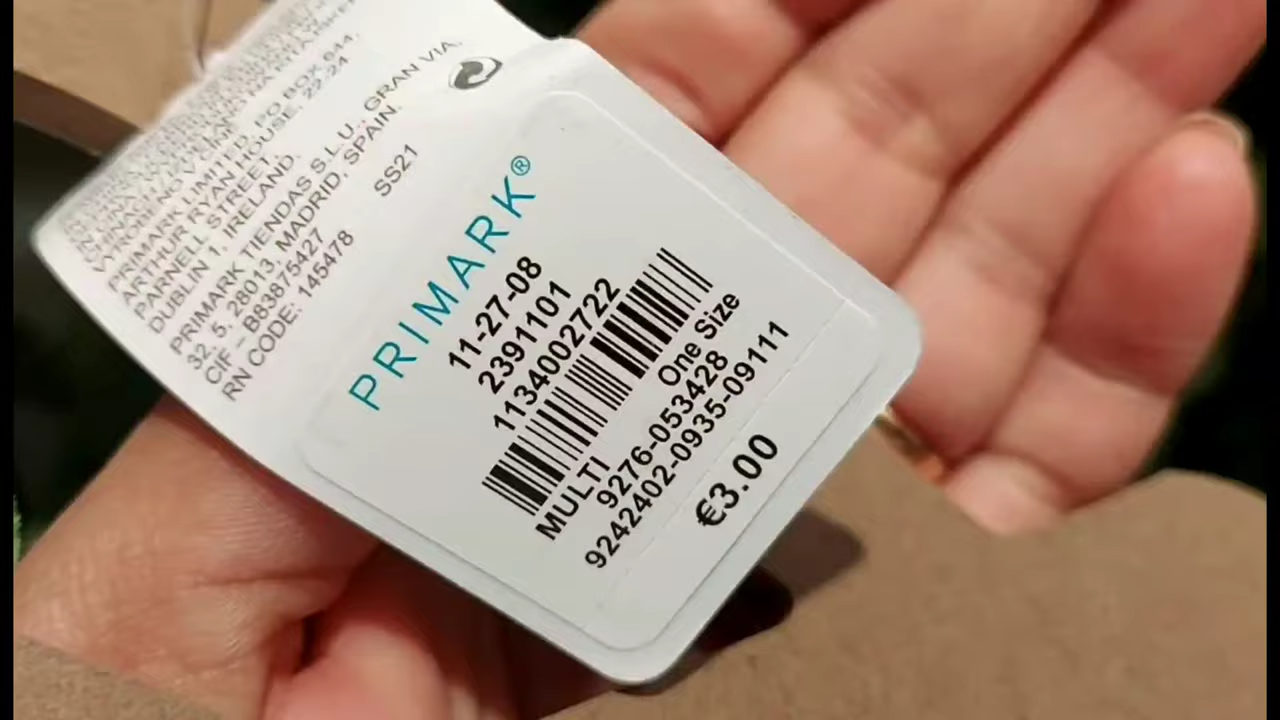 PRIMARK LIMITED, PO BOX 644,
ARTHUR RYAN HOUSE, 22-24
PARNELL STREET,
DUBLIN 1, IRELAND.
PRIMARK TIENDAS S.L.U., GRAN VIA,
32, 5, 28013, MADRID, SPAIN.
CIF - B83875427
RN CODE: 145478
SS21
PRIMARK®
11-27-08
2391101
1134002722
One Size
MULTI
9276-053428
9242402-0935-09111
€3.00